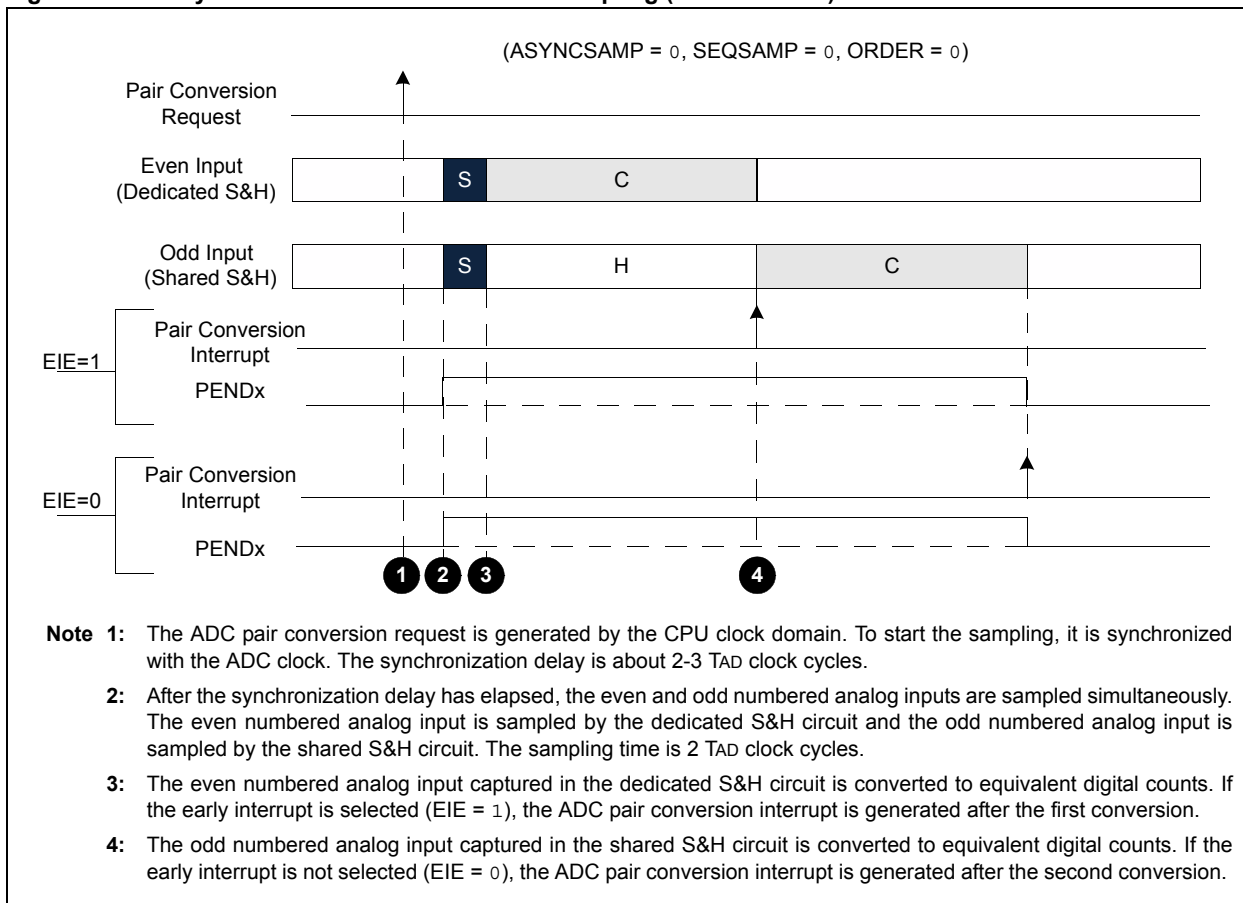 (ASYNCSAMP = 0, SEQSAMP = 0, ORDER = 0)
Pair Conversion
Request
Even Input
(Dedicated S&H)
S
C
Odd Input
(Shared S&H)
S
H
C
EIE=1
Pair Conversion
Interrupt
PENDx
EIE=0
Pair Conversion
Interrupt
PENDx
1
2
3
4
Note 1: The ADC pair conversion request is generated by the CPU clock domain. To start the sampling, it is synchronized
with the ADC clock. The synchronization delay is about 2-3 TAD clock cycles.
2: After the synchronization delay has elapsed, the even and odd numbered analog inputs are sampled simultaneously.
The even numbered analog input is sampled by the dedicated S&H circuit and the odd numbered analog input is
sampled by the shared S&H circuit. The sampling time is 2 TAD clock cycles.
3: The even numbered analog input captured in the dedicated S&H circuit is converted to equivalent digital counts. If
the early interrupt is selected (EIE = 1), the ADC pair conversion interrupt is generated after the first conversion.
4: The odd numbered analog input captured in the shared S&H circuit is converted to equivalent digital counts. If the
early interrupt is not selected (EIE = 0), the ADC pair conversion interrupt is generated after the second conversion.